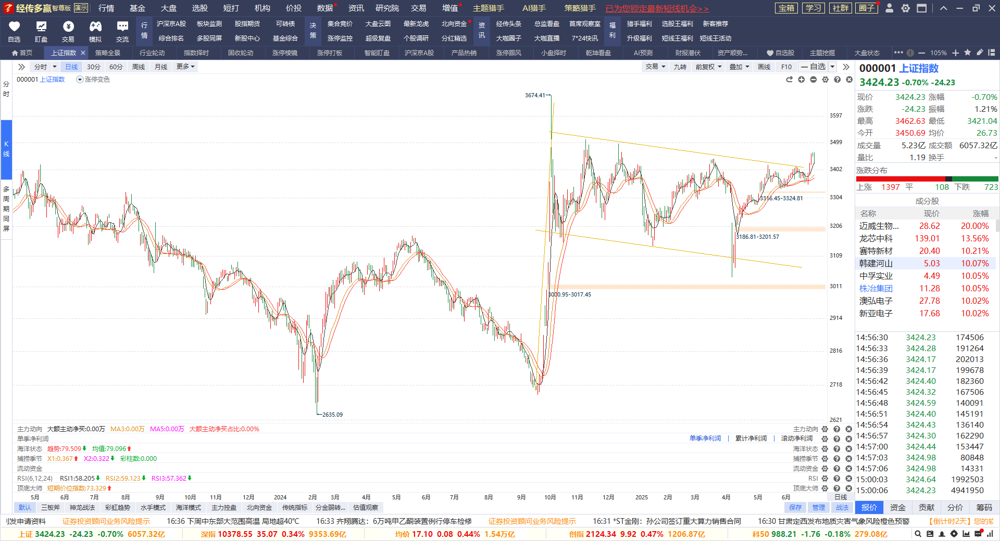 经传多赢智尊版 演示 行情 基金 大盘 选股 短打 机构 价投 数据 资讯 研究院 交易 增值 主题猎手 AI猎手 策略猎手 已为您锁定最新短线机会>> 宝箱 学习 社群 圈子
自选 盯盘 交易 模拟 交流
行情 沪深京A股 板块监测 股指期货 可转债 决策 集合竞价 大盘云图 最新龙虎 北向资金 资讯 经传头条 总监看盘 首席观察室 福利 猎手福利 选股王福利 新客推荐
综合排名 多股同屏 新股中心 基金综合 涨停监控 超级复盘 个股调研 分红精选 大咖圈子 大咖直播 7*24快讯 升级福利 短线王福利 短线王活动
首页 上证指数 × 策略全景 行业轮动 指数择时 固收轮动 涨停棱镜 涨停打板 智能盯盘 沪深京A股 产品热销 涨停跟风 小盘择时 乾坤看盘 AI预测 财报潜伏 资产顺势... 自选股 主题挖掘 大盘状态 ••• 105%
分时 日线 30分 60分 周线 月线 更多 交易 九转 前复权 叠加 画线 F10 自选
000001 上证指数 涨停变色
分时
K线
多周期同屏
3674.41
3597
3499
3402
3304
3206
3109
3011
2914
2816
2718
2621
3316.45-3324.81
3186.81-3201.57
3000.95-3017.45
2635.09
主力动向 大额主动净买:0.00万 MA3:0.00万 MA5:0.00万 大额主动净买占比:0.00% 主力动向
单季净利润 单季净利润 | 累计净利润 | 滚动净利润
海洋状态 趋势:79.509 均值:79.096 海洋状态
捕捞季节 X1:0.367 X2:0.322 彩柱数:0.000 捕捞季节
流动资金 流动资金
RSI(6,12,24) RSI1:58.205 RSI2:59.123 RSI3:57.362 RSI
顶底大师 短期价位指数:73.329 顶底大师
5月 6月 7月 8月 9月 10月 11月 12月 2024 2月 3月 4月 5月 6月 7月 8月 9月 10月 11月 12月 2025 2月 3月 4月 5月 6月 日线
默认 三板斧 神龙战法 彩虹趋势 水手模式 海洋模式 主力控盘 北向资金 传统指标 分金弱转... 估值观察 保存 管理 战法
000001 上证指数
3424.23 -0.70% -24.23
现价 3424.23 涨幅 -0.70%
涨跌 -24.23 振幅 1.21%
最高 3462.63 最低 3421.04
今开 3450.69 均价 26.73
成交量 5.23亿 成交额 6057.32亿
量比 1.19 换手 -
涨跌分布
上涨 1397 平 108 下跌 723
成分股
名称 现价 涨幅
迈威生物... 28.62 20.00%
龙芯中科 139.01 13.56%
赛特新材 20.40 10.21%
韩建河山 5.03 10.07%
中孚实业 4.49 10.05%
株冶集团 11.28 10.05%
澳弘电子 27.78 10.02%
新亚电子 17.68 10.02%
14:56:30 3424.23 174506
14:56:33 3424.28 191264
14:56:36 3424.17 202013
14:56:39 3424.17 199678
14:56:42 3424.40 182360
14:56:45 3424.32 167506
14:56:48 3424.59 140091
14:56:51 3424.40 145191
14:56:54 3424.43 136140
14:56:57 3424.30 162290
14:57:00 3424.44 153447
14:57:03 3424.98 80848
14:57:06 3424.98 14331
15:00:03 3424.64 1992503
15:00:06 3424.23 4941950
报价 资金 贡献 分价 筹码
刂发申请资料 证券投资顾问业务风险提示 16:36 下周中东部大范围高温 局地超40℃ 16:33 齐翔腾达：6万吨甲乙酮装置例行停车检修 证券投资顾问业务风险提示 16:31 *ST金刚：孙公司签订重大算力销售合同 16:30 甘肃定西发布地质灾害气象风险橙色预警 【倒计时2天】您的
上证 3424.23 -24.23 -0.70% 6057.32亿 深指 10378.55 35.07 0.34% 9353.69亿 均价 17.10 0.08 0.44% 1.54万亿 创指 2124.34 9.92 0.47% 1206.87亿 科50 988.21 -1.76 -0.18% 279.08亿